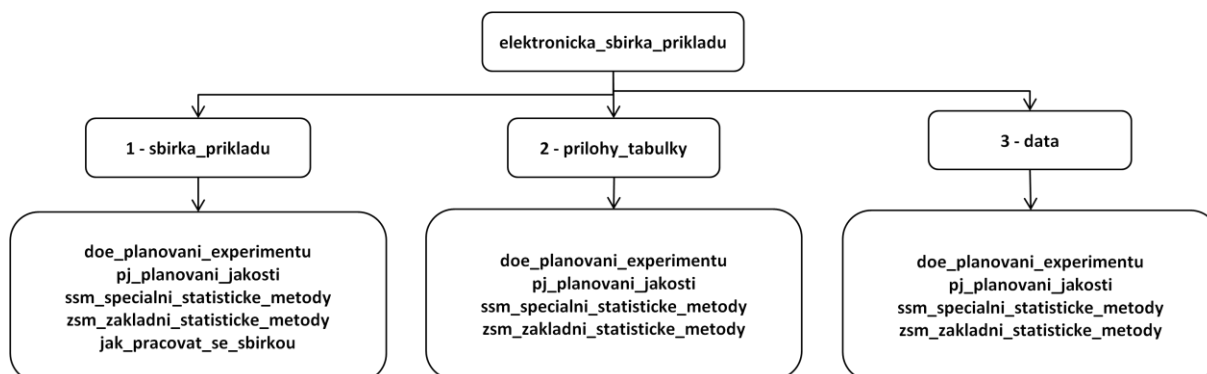 elektronicka_sbirka_prikladu
1 - sbirka_prikladu
2 - prilohy_tabulky
3 - data
doe_planovani_experimentu
pj_planovani_jakosti
ssm_specialni_statisticke_metody
zsm_zakladni_statisticke_metody
jak_pracovat_se_sbirkou
doe_planovani_experimentu
pj_planovani_jakosti
ssm_specialni_statisticke_metody
zsm_zakladni_statisticke_metody
doe_planovani_experimentu
pj_planovani_jakosti
ssm_specialni_statisticke_metody
zsm_zakladni_statisticke_metody